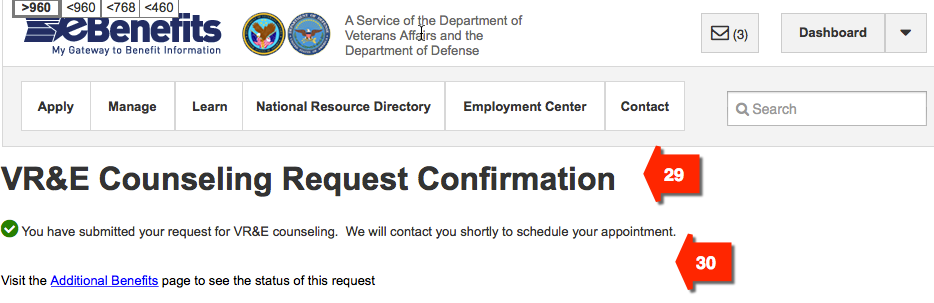 >960 <960 <768 <460
eBenefits
My Gateway to Benefit Information
A Service of the Department of
Veterans Affairs and the
Department of Defense
(3)
Dashboard
Apply Manage Learn National Resource Directory Employment Center Contact
Search
VR&E Counseling Request Confirmation
29
You have submitted your request for VR&E counseling. We will contact you shortly to schedule your appointment.
30
Visit the Additional Benefits page to see the status of this request